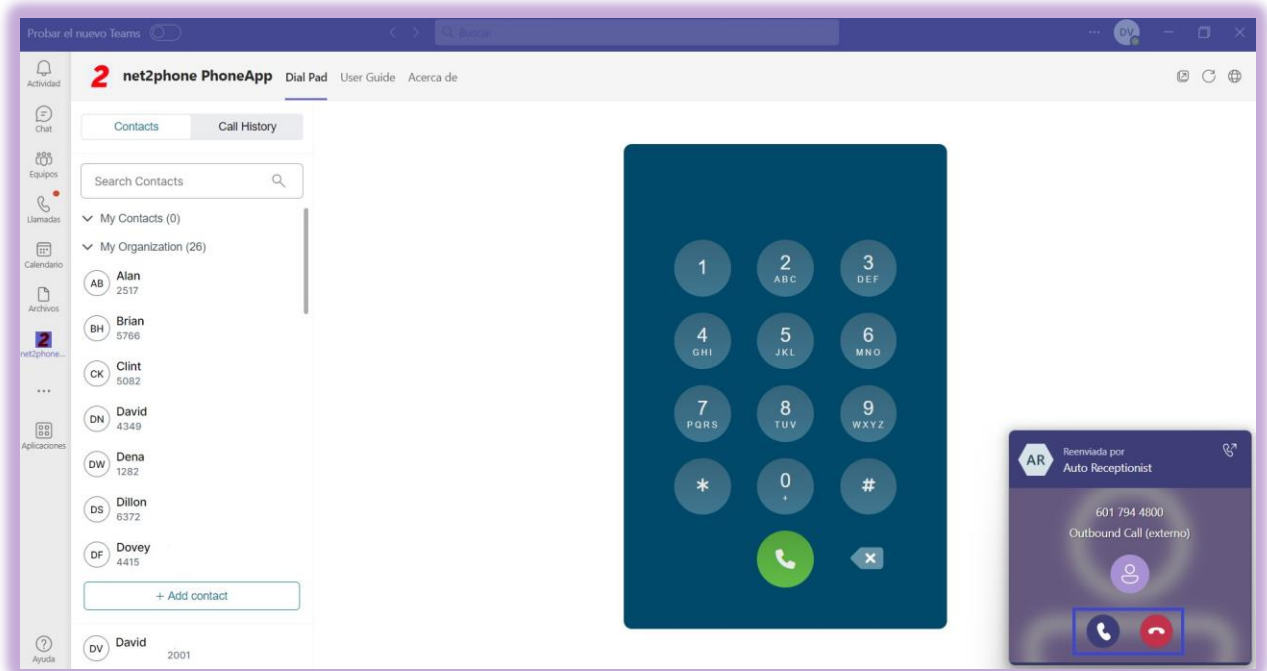 Probar el nuevo Teams
Buscar
DV
Actividad
Chat
Equipos
Llamadas
Calendario
Archivos
2
net2phone...
Aplicaciones
Ayuda
2 net2phone PhoneApp Dial Pad User Guide Acerca de
Contacts Call History
Search Contacts
My Contacts (0)
My Organization (26)
AB Alan
2517
BH Brian
5766
CK Clint
5082
DN David
4349
DW Dena
1282
DS Dillon
6372
DF Dovey
4415
+ Add contact
DV David
2001
1 2 3
ABC DEF
4 5 6
GHI JKL MNO
7 8 9
PQRS TUV WXYZ
* 0 #
+
AR Reenviada por
Auto Receptionist
601 794 4800
Outbound Call (externo)